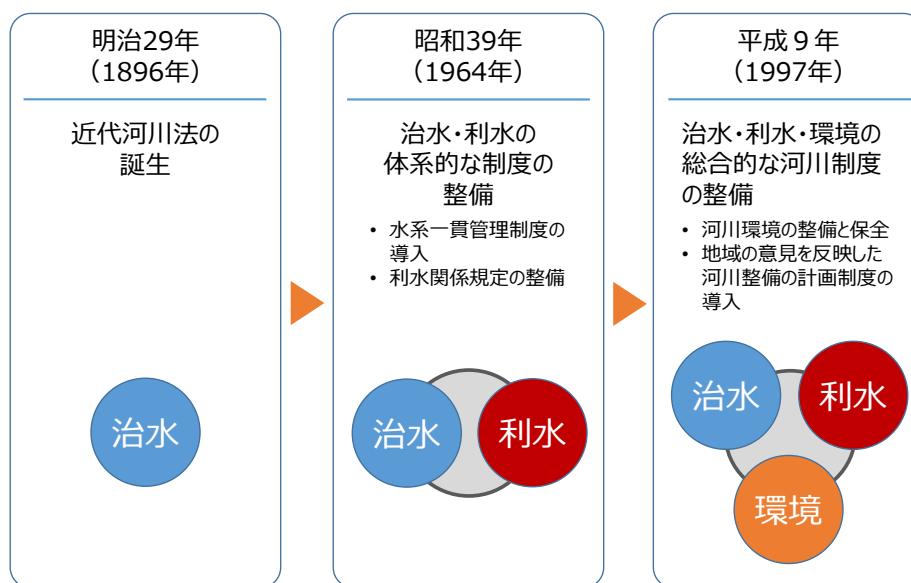 明治29年
（1896年）
近代河川法の
誕生
治水
昭和39年
（1964年）
治水・利水の
体系的な制度の
整備
• 水系一貫管理制度の
導入
• 利水関係規定の整備
治水
利水
平成９年
（1997年）
治水・利水・環境の
総合的な河川制度
の整備
• 河川環境の整備と保全
• 地域の意見を反映した
河川整備の計画制度の
導入
治水
利水
環境